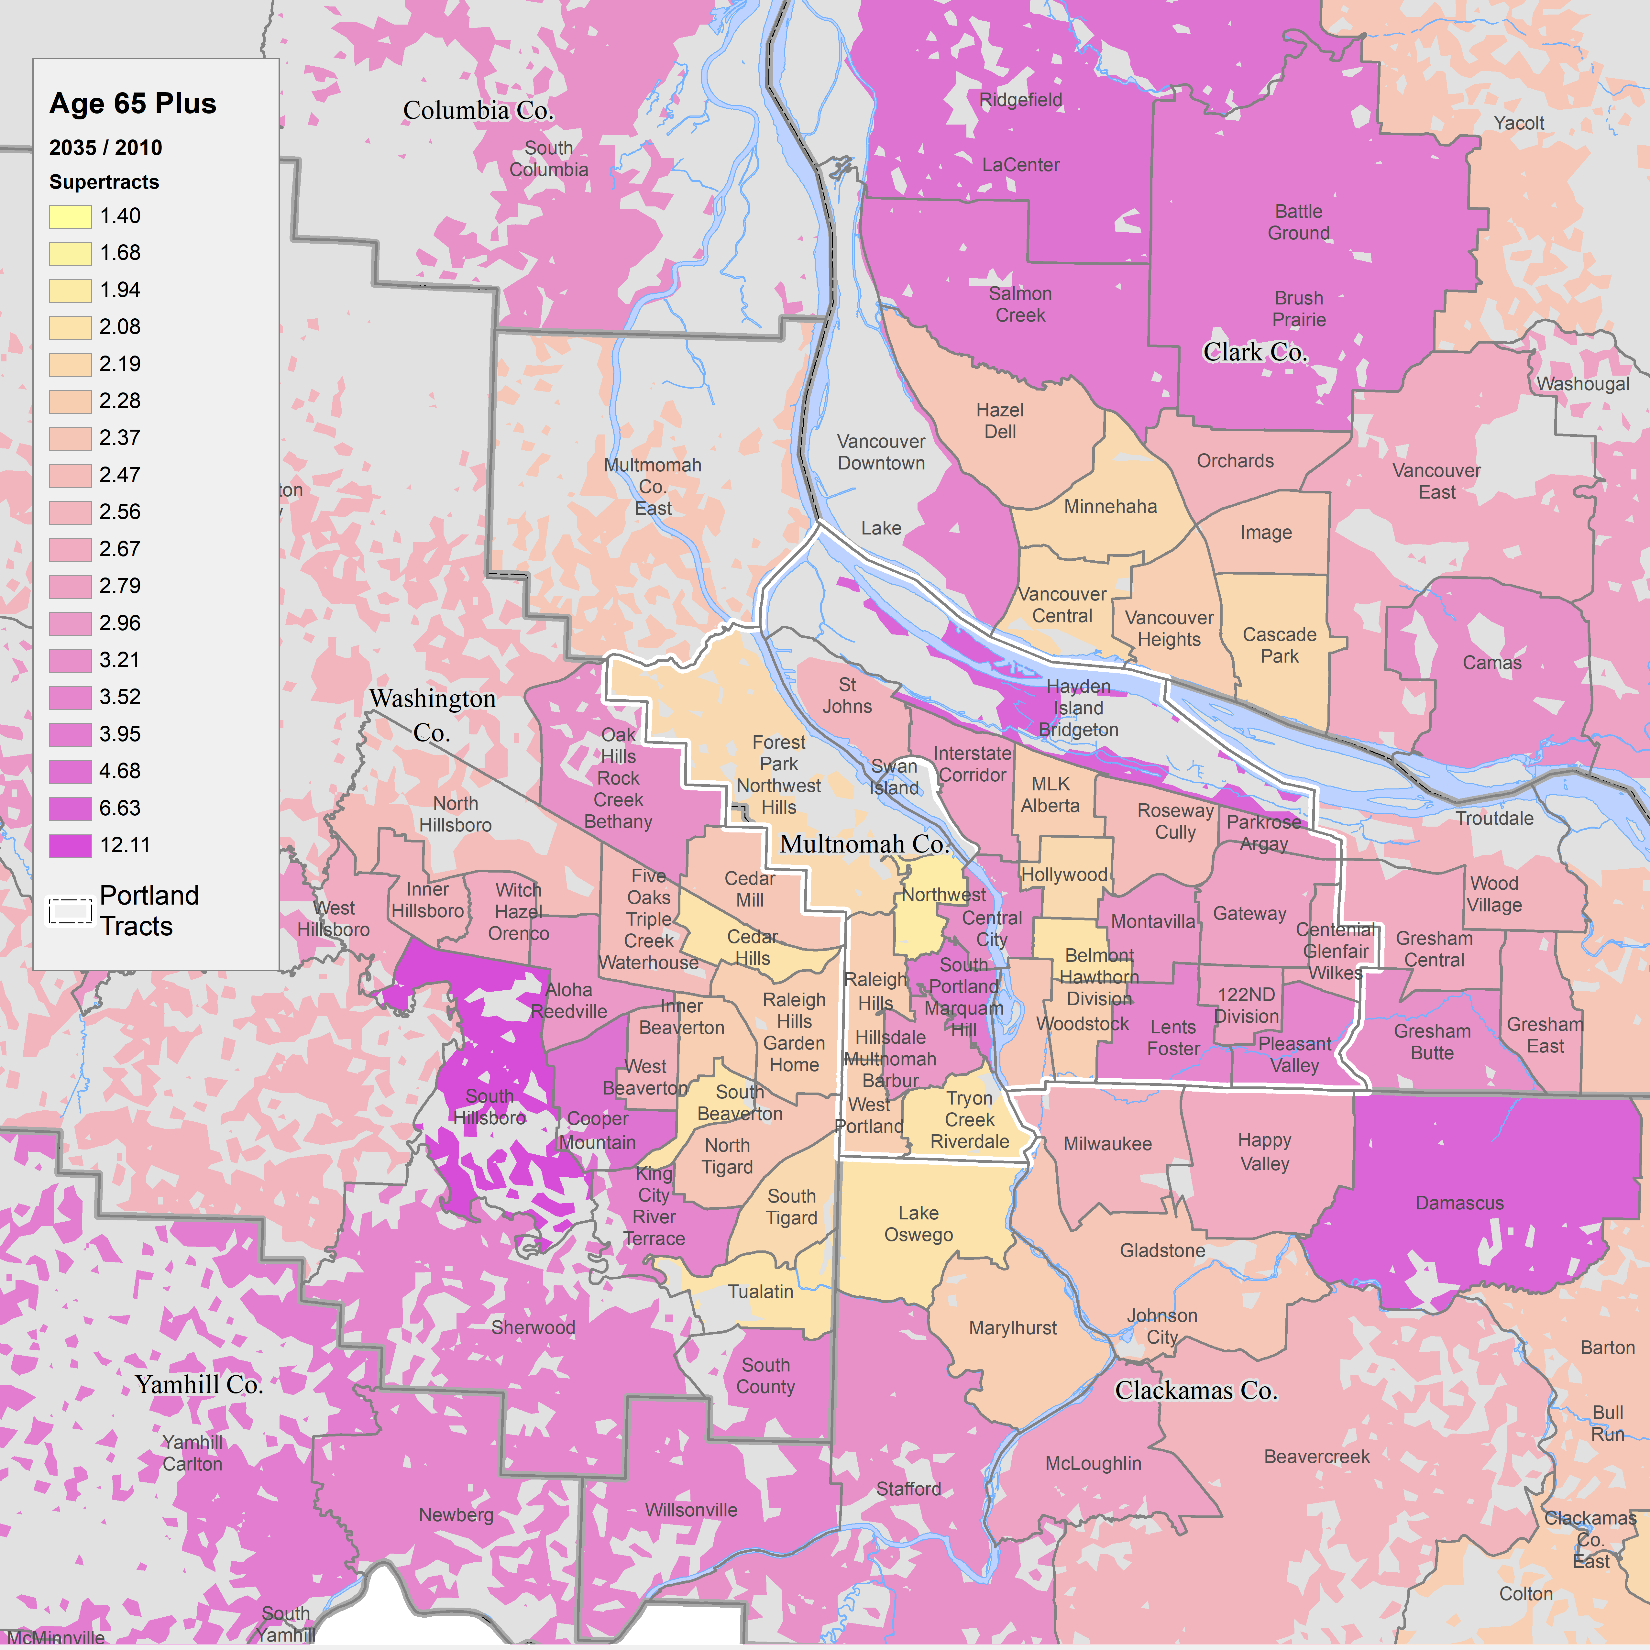 Age 65 Plus
2035 / 2010
Supertracts
1.40
1.68
1.94
2.08
2.19
2.28
2.37
2.47
2.56
2.67
2.79
2.96
3.21
3.52
3.95
4.68
6.63
12.11
Portland
Tracts
Columbia Co.
South
Columbia
Ridgefield
LaCenter
Yacolt
Battle
Ground
Salmon
Creek
Brush
Prairie
Clark Co.
Washougal
Hazel
Dell
Vancouver
Downtown
Orchards
Vancouver
East
Multmomah
Co.
East
Minnehaha
Lake
Image
Vancouver
Central
Vancouver
Heights
Cascade
Park
Camas
ton
Washington
Co.
St
Johns
Hayden
Island
Bridgeton
Oak
Hills
Rock
Creek
Bethany
Forest
Park
Northwest
Hills
Swan
Island
Interstate
Corridor
MLK
Alberta
Roseway
Cully
Parkrose
Argay
Troutdale
North
Hillsboro
Multnomah Co.
Hollywood
Wood
Village
West
Hillsboro
Inner
Hillsboro
Witch
Hazel
Orenco
Five
Oaks
Triple
Creek
Waterhouse
Cedar
Mill
Northwest
Central
City
Montavilla
Gateway
Centenial
Glenfair
Wilkes
Gresham
Central
Cedar
Hills
Belmont
Hawthorn
Division
South
Portland
Marquam
Hill
Raleigh
Hills
Aloha
Reedville
Inner
Beaverton
Raleigh
Hills
Garden
Home
122ND
Division
Woodstock
Lents
Foster
Pleasant
Valley
Gresham
Butte
Gresham
East
Hillsdale
Multnomah
Barbur
West
Beaverton
South
Hillsboro
South
Beaverton
West
Portland
Tryon
Creek
Riverdale
Cooper
Mountain
Milwaukee
Happy
Valley
North
Tigard
King
City
River
Terrace
South
Tigard
Lake
Oswego
Damascus
Gladstone
Tualatin
Sherwood
Marylhurst
Johnson
City
Barton
South
County
Yamhill Co.
Clackamas Co.
Bull
Run
Yamhill
Carlton
McLoughlin
Beavercreek
Stafford
Newberg
Willsonville
Clackamas
Co.
East
Colton
South
Yamhill
McMinnville